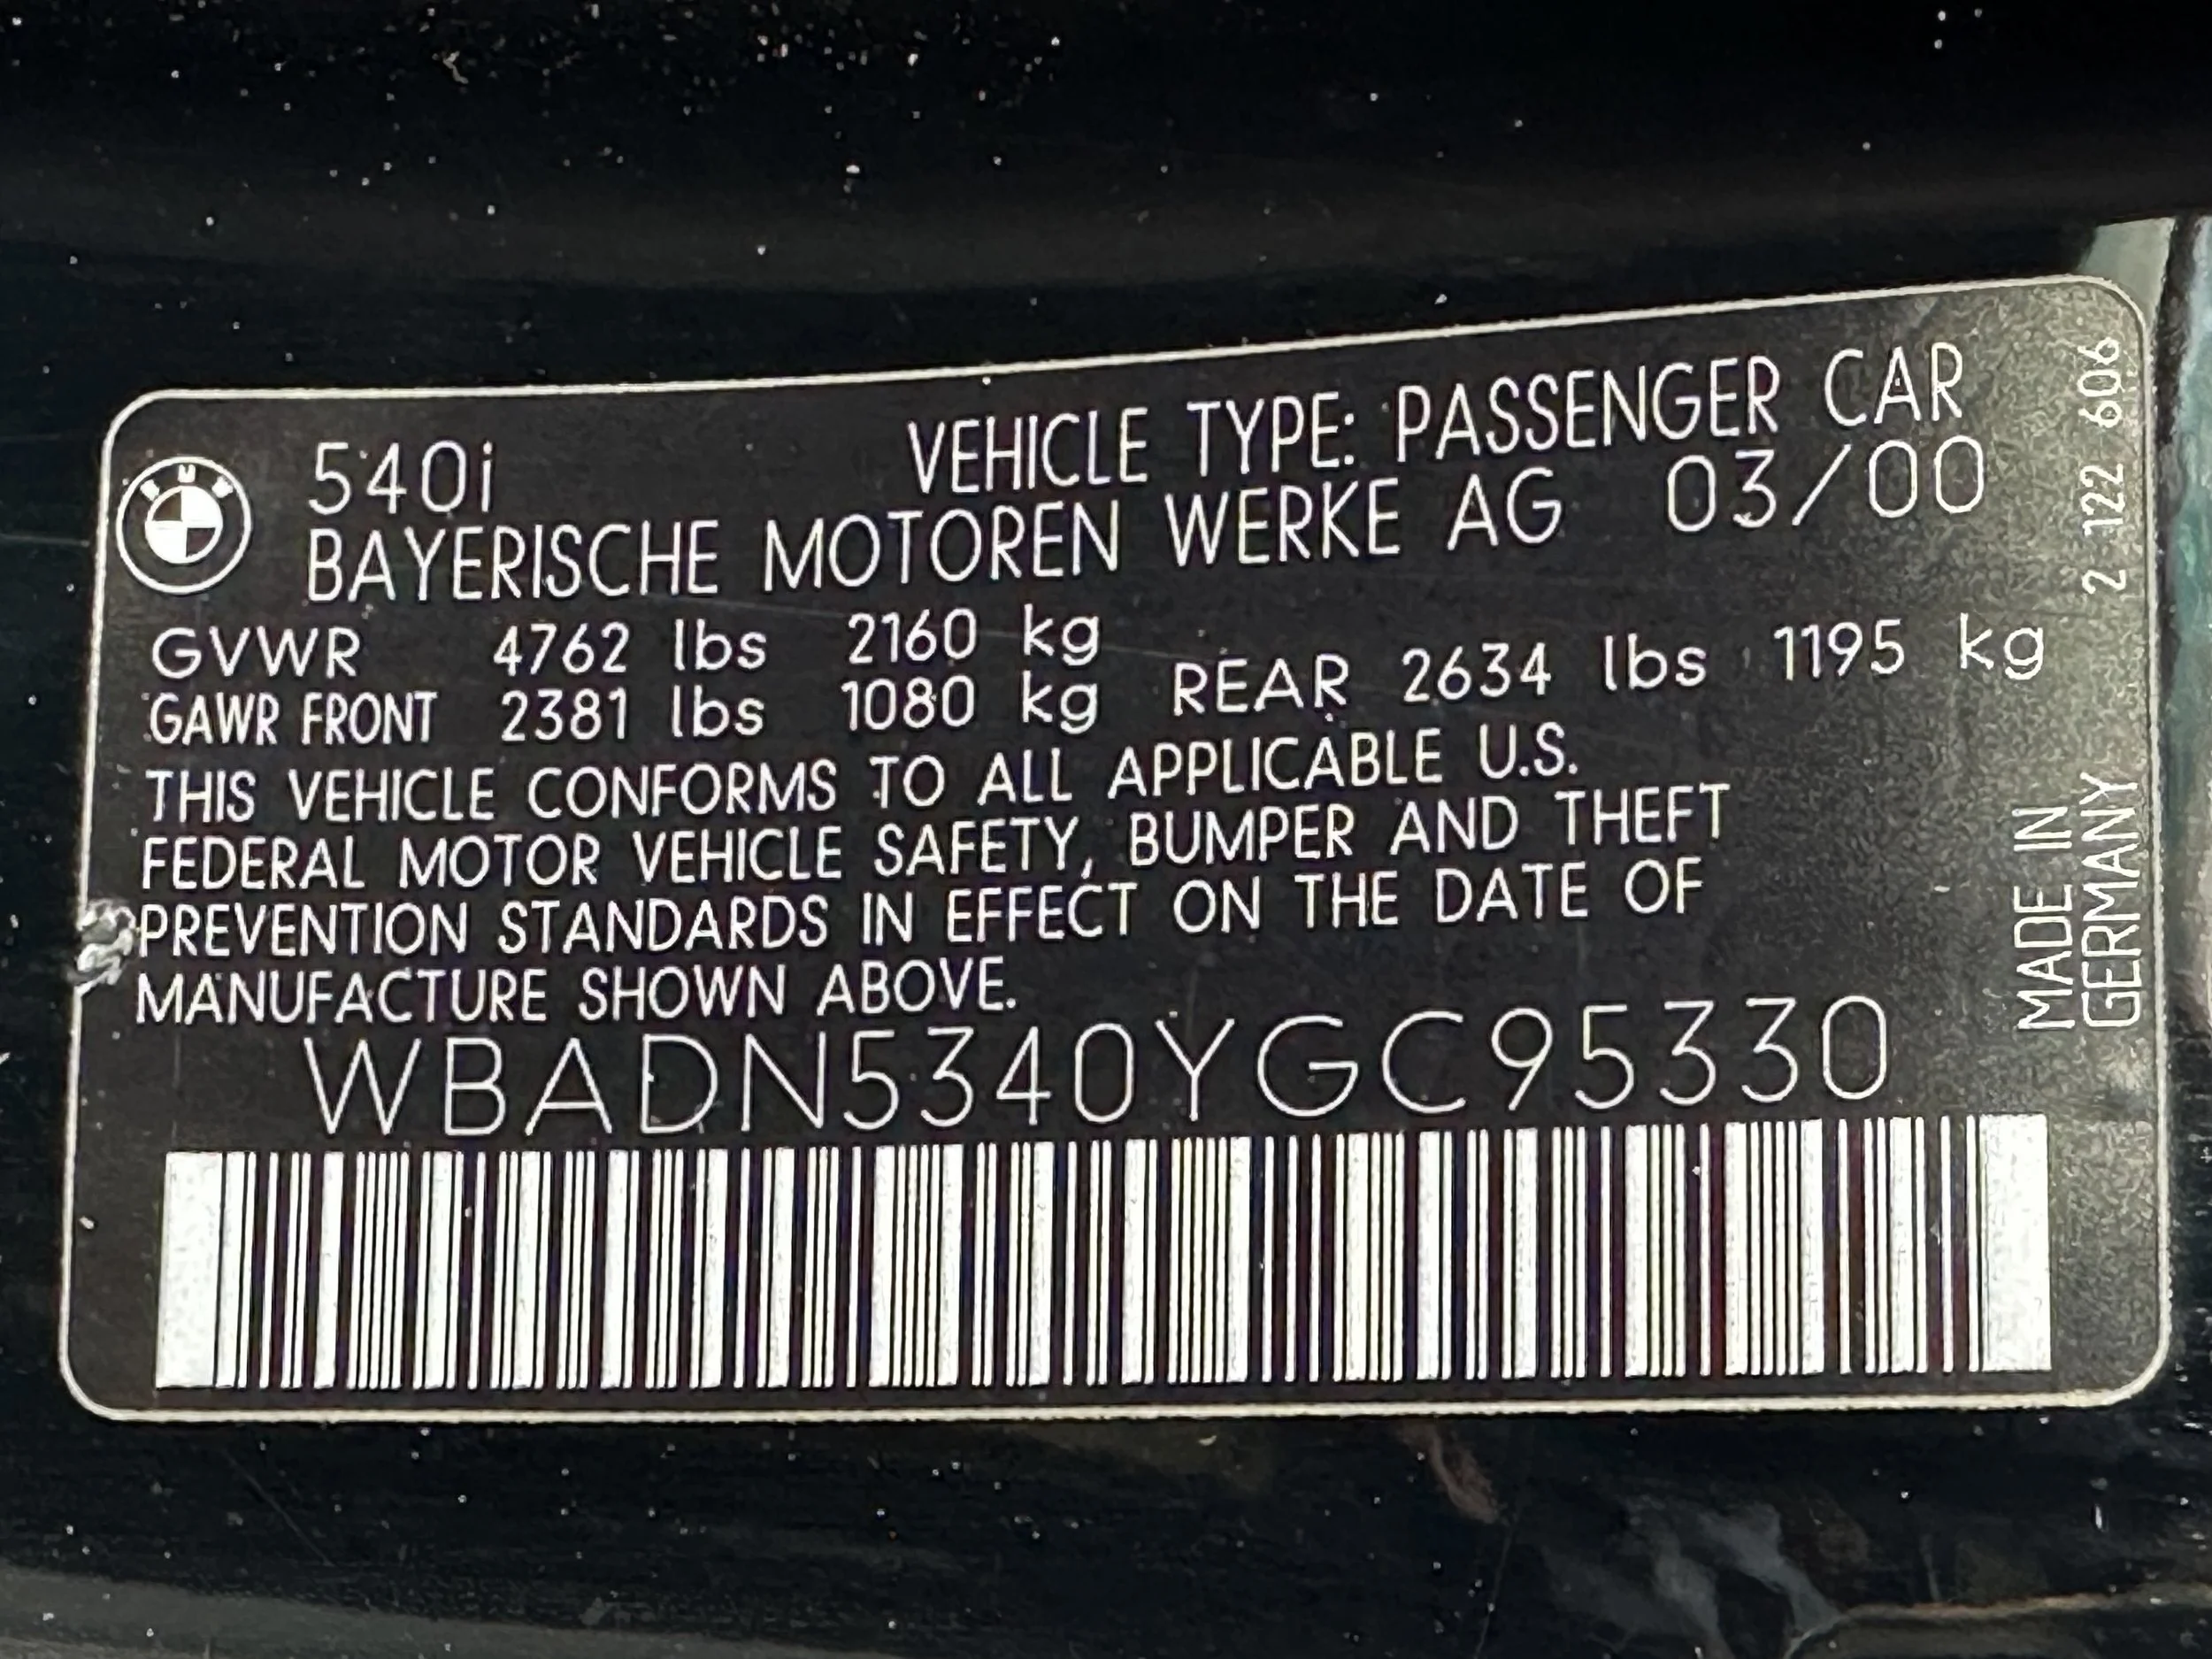 540i VEHICLE TYPE: PASSENGER CAR
BAYERISCHE MOTOREN WERKE AG 03/00
GVWR 4762 lbs 2160 kg
GAWR FRONT 2381 lbs 1080 kg REAR 2634 lbs 1195 kg
THIS VEHICLE CONFORMS TO ALL APPLICABLE U.S.
FEDERAL MOTOR VEHICLE SAFETY, BUMPER AND THEFT
PREVENTION STANDARDS IN EFFECT ON THE DATE OF
MANUFACTURE SHOWN ABOVE.
WBADN5340YGC95330
2 122 606
MADE IN
GERMANY
BMW